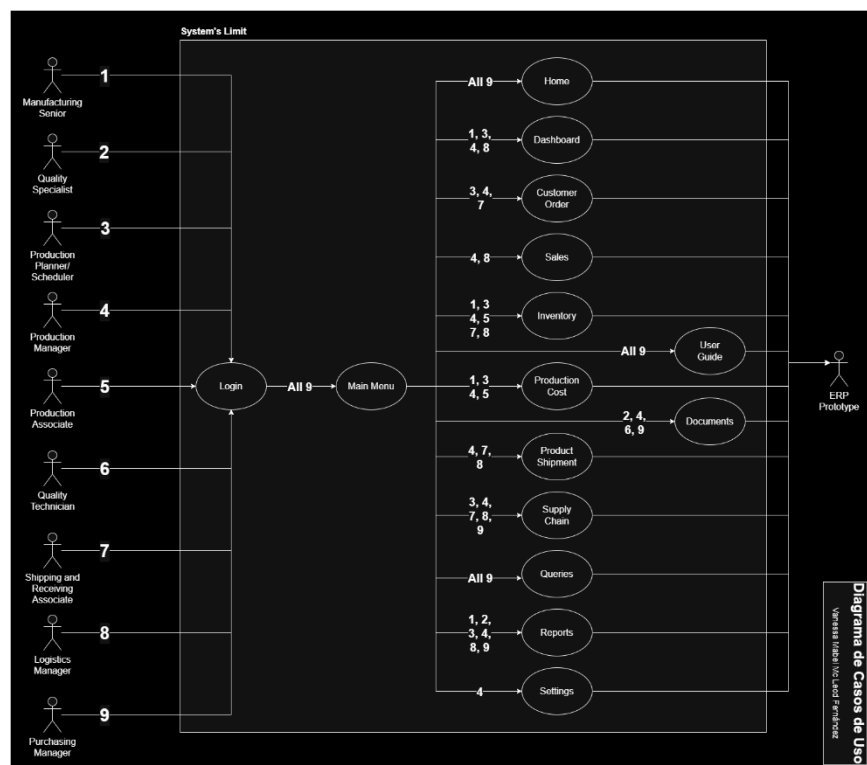 System's Limit
1
Manufacturing
Senior
2
Quality
Specialist
3
Production
Planner/
Scheduler
4
Production
Manager
5
Production
Associate
6
Quality
Technician
7
Shipping and
Receiving
Associate
8
Logistics
Manager
9
Purchasing
Manager
Login
All 9
Main Menu
All 9
Home
1, 3,
4, 8
Dashboard
3, 4,
7
Customer
Order
4, 8
Sales
1, 3
4, 5
7, 8
Inventory
All 9
User
Guide
1, 3
4, 5
Production
Cost
2, 4,
6, 9
Documents
4, 7,
8
Product
Shipment
3, 4,
7, 8,
9
Supply
Chain
All 9
Queries
1, 2,
3, 4,
8, 9
Reports
4
Settings
ERP
Prototype
Diagrama de Casos de Uso
Vanessa Mabel Mc Leod Fernández